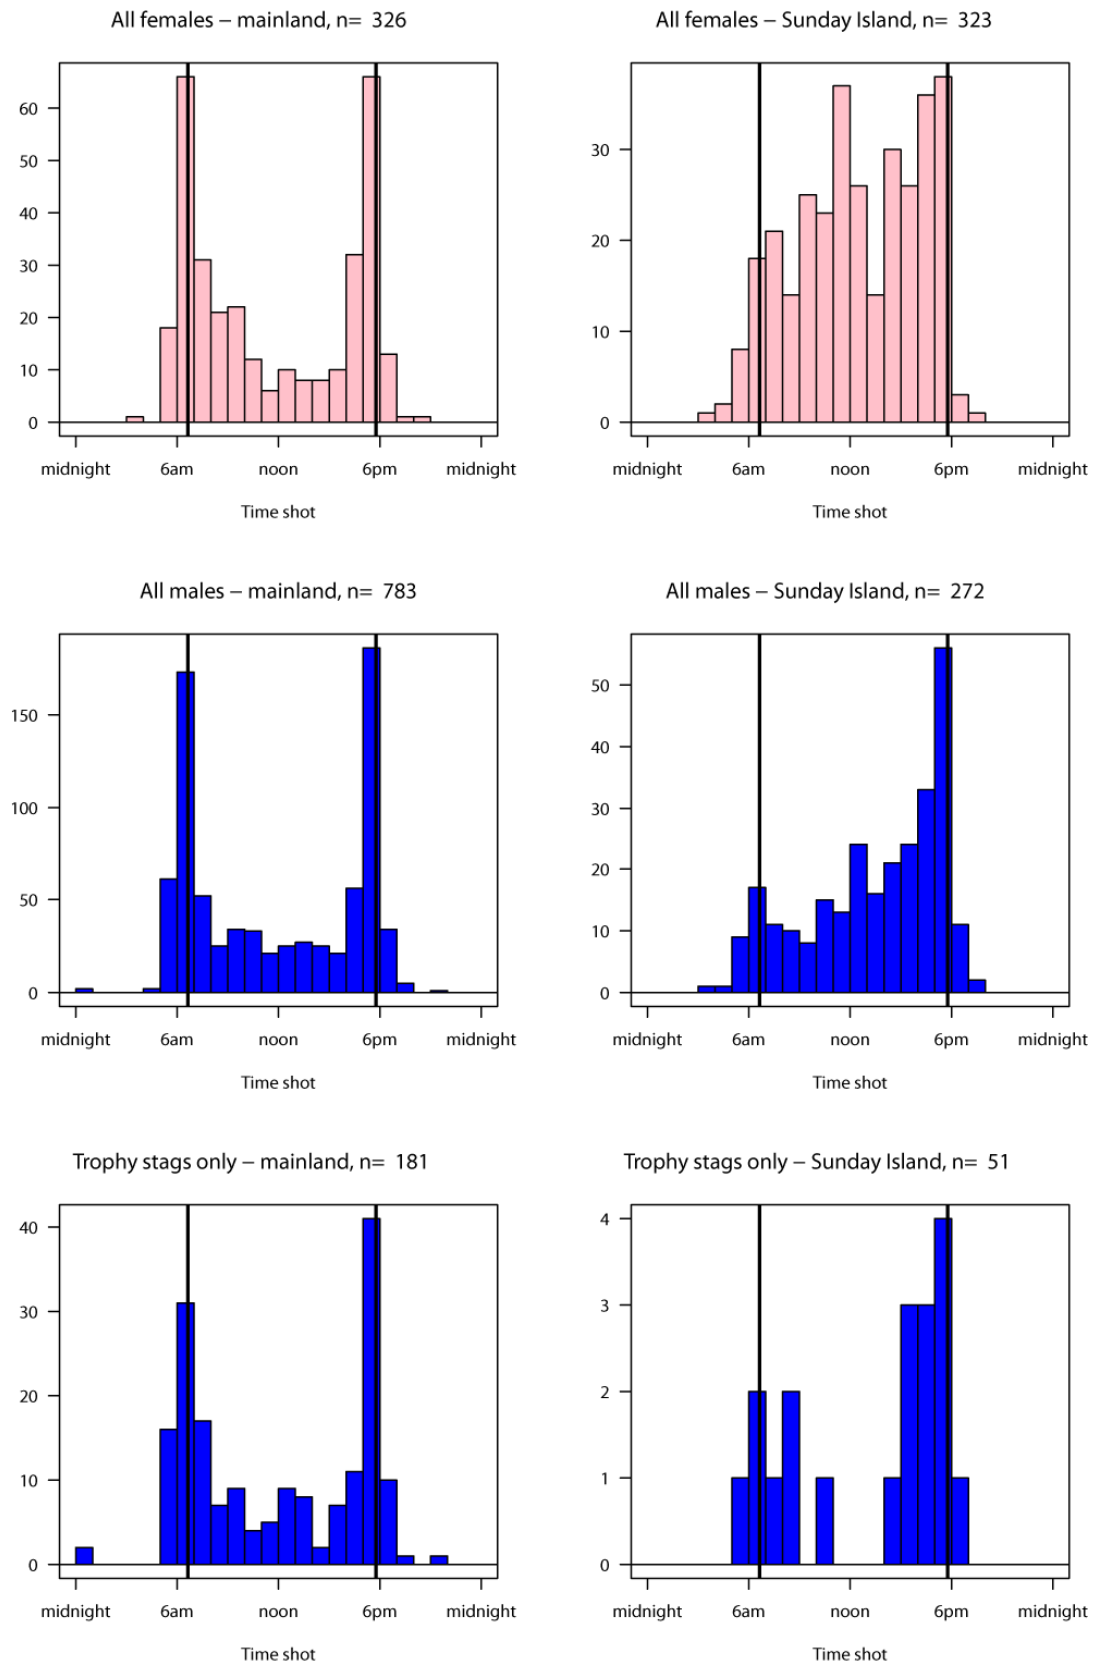 All females – mainland, n= 326
60
50
40
30
20
10
0
midnight 6am noon 6pm midnight
Time shot
All females – Sunday Island, n= 323
30
20
10
0
midnight 6am noon 6pm midnight
Time shot
All males – mainland, n= 783
150
100
50
0
midnight 6am noon 6pm midnight
Time shot
All males – Sunday Island, n= 272
50
40
30
20
10
0
midnight 6am noon 6pm midnight
Time shot
Trophy stags only – mainland, n= 181
40
30
20
10
0
midnight 6am noon 6pm midnight
Time shot
Trophy stags only – Sunday Island, n= 51
4
3
2
1
0
midnight 6am noon 6pm midnight
Time shot